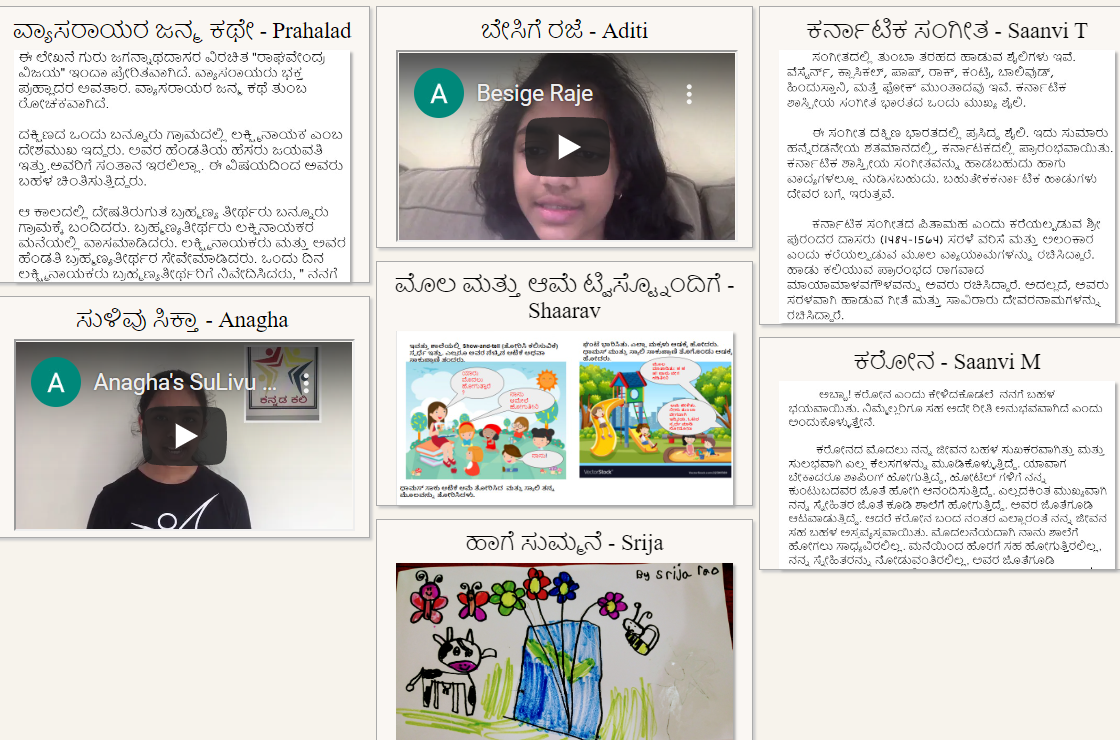 ವ್ಯಾಸರಾಯರ ಜನ್ಮ ಕಥೇ - Prahalad
ಈ ಲೇಖನೆ ಗುರು ಜಗನ್ನಾಥದಾಸರ ವಿರಚಿತ "ರಾಘವೇಂದ್ರ
ವಿಜಯ" ಇಂದಾ ಪ್ರೇರಿತವಾಗಿದೆ. ವ್ಯಾಸರಾಯರು ಭಕ್ತ
ಪ್ರಹ್ಲಾದರ ಅವತಾರ. ವ್ಯಾಸರಾಯರ ಜನ್ಮ ಕಥೆ ತುಂಬ
ರೋಚಕವಾಗಿದೆ.
ದಕ್ಷಿಣದ ಒಂದು ಬನ್ನೂರು ಗ್ರಾಮದಲ್ಲಿ ಲಕ್ಷ್ಮಿನಾಯಕ ಎಂಬ
ದೇಶಮುಖ ಇದ್ದರು. ಅವರ ಹೆಂಡತಿಯ ಹೆಸರು ಜಯವತಿ
ಇತ್ತು.ಅವರಿಗೆ ಸಂತಾನ ಇರಲಿಲ್ಲಾ. ಈ ವಿಷಯದಿಂದ ಅವರು
ಬಹಳ ಚಿಂತಿಸುತ್ತಿದ್ದರು.
ಆ ಕಾಲದಲ್ಲಿ ದೇಷತಿರುಗುತ ಬ್ರಹ್ಮಣ್ಯ ತೀರ್ಥರು ಬನ್ನೂರು
ಗ್ರಾಮಕ್ಕೆ ಬಂದಿದರು. ಬ್ರಹ್ಮಣ್ಯತೀರ್ಥರು ಲಕ್ಷ್ಮಿನಾಯಕರ
ಮನೆಯಲ್ಲಿ ವಾಸಮಾಡಿದರು. ಲಕ್ಷ್ಮಿನಾಯಕರು ಮತ್ತು ಅವರ
ಹೆಂಡತಿ ಬ್ರಹ್ಮಣ್ಯತೀರ್ಥರ ಸೇವೇಮಾಡಿದರು. ಒಂದು ದಿನ
ಲಕ್ಷ್ಮಿನಾಯಕರು ಬ್ರಹ್ಮಣ್ಯತೀರ್ಥರಿಗೆ ನಿವೇದಿಸಿದರು, " ನನಗೆ
ಸುಳಿವು ಸಿಕ್ತಾ - Anagha
A
Anagha's SuLivu ...
ಕನ್ನಡ ಕಲಿ
ಬೇಸಿಗೆ ರಜೆ - Aditi
A
Besige Raje
ಮೊಲ ಮತ್ತು ಆಮೆ ಟ್ವಿಸ್ಟ್ನೊಂದಿಗೆ -
Shaarav
VectorStock
ಹಾಗೆ ಸುಮ್ಮನೆ - Srija
By Srija rao
ಕರ್ನಾಟಿಕ ಸಂಗೀತ - Saanvi T
ಸಂಗೀತದಲ್ಲಿ ತುಂಬಾ ತರಹದ ಹಾಡುವ ಶೈಲಿಗಳು ಇವೆ.
ವೆಸ್ಟೆರ್ನ್, ಕ್ಲಾಸಿಕಲ್, ಪಾಪ್, ರಾಕ್, ಕಂಟ್ರಿ, ಬಾಲಿವುಡ್,
ಹಿಂದುಸ್ತಾನಿ, ಮತ್ತೆ ಫೋಕ್ ಮುಂತಾದವು ಇವೆ. ಕರ್ನಾಟಿಕ
ಶಾಸ್ತ್ರೀಯ ಸಂಗೀತ ಭಾರತದ ಒಂದು ಮುಖ್ಯ ಶೈಲಿ.
ಈ ಸಂಗೀತ ದಕ್ಷಿಣ ಭಾರತದಲ್ಲಿ ಪ್ರಸಿದ್ದ ಶೈಲಿ. ಇದು ಸುಮಾರು
ಹನ್ನೆರಡನೇಯ ಶತಮಾನದಲ್ಲಿ, ಕರ್ನಾಟಕದಲ್ಲಿ ಪ್ರಾರಂಭವಾಯಿತು.
ಕರ್ನಾಟಿಕ ಶಾಸ್ತ್ರೀಯ ಸಂಗೀತವನ್ನು ಹಾಡಬಹುದು ಹಾಗು
ವಾದ್ಯಗಳಲ್ಲೂ ನುಡಿಸಬಹುದು. ಬಹುತೇಕಕರ್ನಾಟಿಕ ಹಾಡುಗಳು
ದೇವರ ಬಗ್ಗೆ ಇರುತ್ತವೆ.
ಕರ್ನಾಟಿಕ ಸಂಗೀತದ ಪಿತಾಮಹ ಎಂದು ಕರೆಯಲ್ಪಡುವ ಶ್ರೀ
ಪುರಂದರ ದಾಸರು (1484-1564) ಸರಳೆ ವರಿಸೆ ಮತ್ತು ಅಲಂಕಾರ
ಎಂದು ಕರೆಯಲ್ಪಡುವ ಮೂಲ ವ್ಯಾಯಾಮಗಳನ್ನು ರಚಿಸಿದ್ದಾರೆ.
ಹಾಡು ಕಲಿಯುವ ಪ್ರಾರಂಭದ ರಾಗವಾದ
ಮಾಯಾಮಾಳವಗೌಳವನ್ನು ಅವರು ರಚಿಸಿದ್ದಾರೆ. ಅದಲ್ಲದೆ, ಅವರು
ಸರಳವಾಗಿ ಹಾಡುವ ಗೀತೆ ಮತ್ತು ಸಾವಿರಾರು ದೇವರನಾಮಗಳನ್ನು
ರಚಿಸಿದ್ದಾರೆ.
ಕರೋನ - Saanvi M
ಅಬ್ಬಾ! ಕರೋನ ಎಂದು ಕೇಳಿದಕೂಡಲೆ ನನಗೆ ಬಹಳ
ಭಯವಾಯಿತು. ನಿಮ್ಮೆಲ್ಲರಿಗೂ ಸಹ ಅದೇ ರೀತಿ ಅನುಭವವಾಗಿದೆ ಎಂದು
ಅಂದುಕೊಳ್ಳುತ್ತೇನೆ.
ಕರೋನದ ಮೊದಲು ನನ್ನ ಜೀವನ ಬಹಳ ಸುಖಕರವಾಗಿತ್ತು ಮತ್ತು
ಸುಲಭವಾಗಿ ಎಲ್ಲ ಕೆಲಸಗಳನ್ನು ಮೂಡಿಕೊಳ್ಳುತ್ತಿದ್ದೆ. ಯಾವಾಗ
ಬೇಕಾದರೂ ಶಾಪಿಂಗ್ ಹೋಗುತ್ತಿದ್ದೆ, ಹೋಟೆಲ್ ಗಳಿಗೆ ನನ್ನ
ಕುಂಟುಬದವರ ಜೊತೆ ಹೋಗಿ ಆನಂದಿಸುತ್ತಿದ್ದೆ. ಎಲ್ಲದಕಿಂತ ಮುಖ್ಯವಾಗಿ
ನನ್ನ ಸ್ನೇಹಿತರ ಜೊತೆ ಕೂಡಿ ಶಾಲೆಗೆ ಹೋಗುತ್ತಿದ್ದೆ. ಅವರ ಜೊತೆಗೂಡಿ
ಆಟವಾಡುತ್ತಿದ್ದೆ. ಆದರೆ ಕರೋನ ಬಂದ ನಂತರ ಎಲ್ಲಾರಂತೆ ನನ್ನ ಜೀವನ
ಸಹ ಬಹಳ ಅಸ್ತವ್ಯಸ್ತವಾಯಿತು. ಮೊದಲನೆಯದಾಗಿ ನಾನು ಶಾಲೆಗೆ
ಹೋಗಲು ಸಾಧ್ಯವಿರಲಿಲ್ಲ. ಮನೆಯಿಂದ ಹೊರಗೆ ಸಹ ಹೋಗುತ್ತಿರಲಿಲ್ಲ,
ನನ್ನ ಸ್ನೇಹಿತರನ್ನು ನೋಡುವಂತಿರಲಿಲ್ಲ, ಅವರ ಜೊತೆಗೂಡಿ